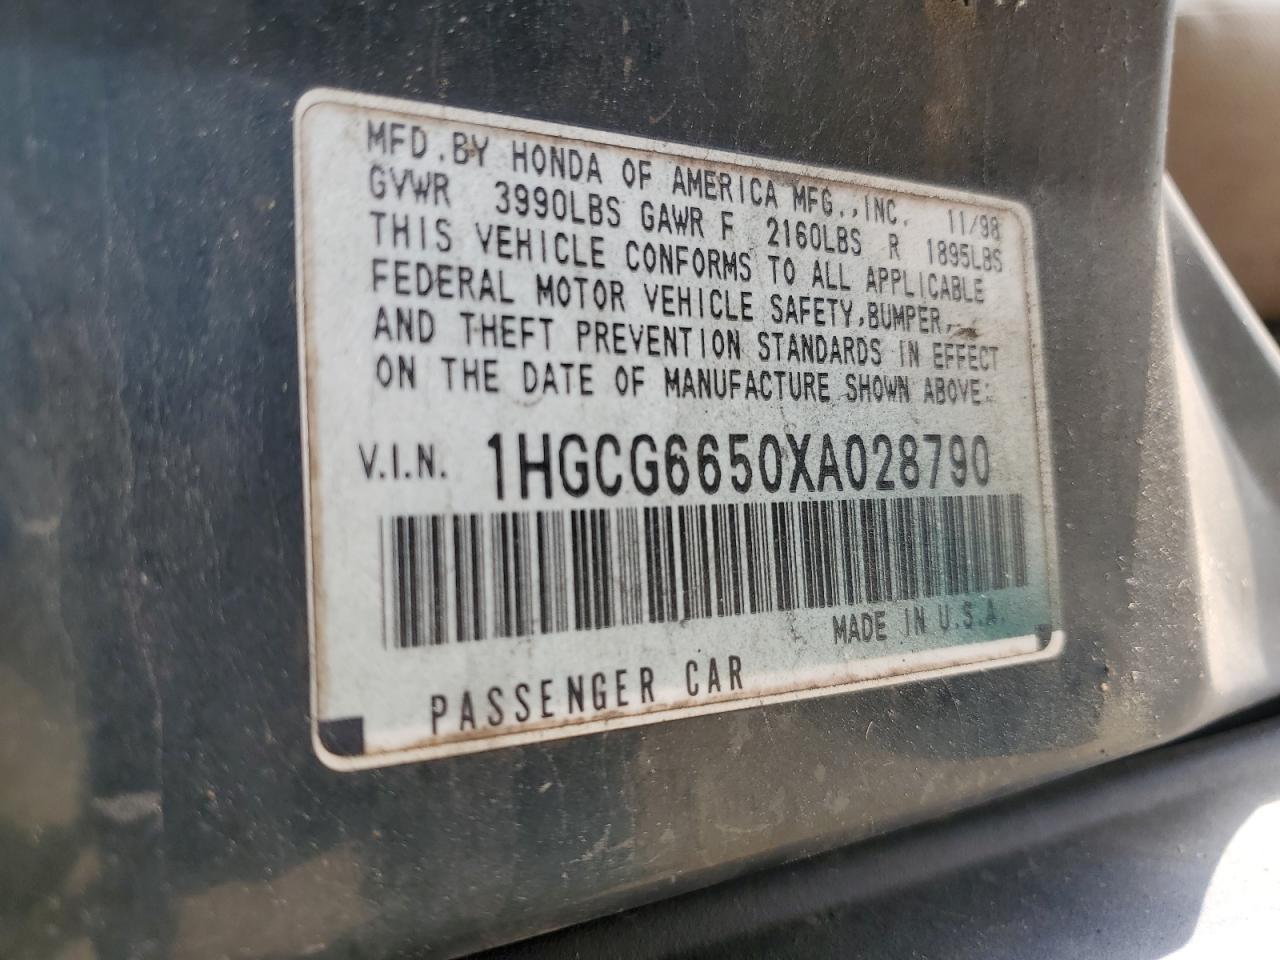 MFD.BY HONDA OF AMERICA MFG.,INC. 11/98
GVWR 3990LBS GAWR F 2160LBS R 1895LBS
THIS VEHICLE CONFORMS TO ALL APPLICABLE
FEDERAL MOTOR VEHICLE SAFETY,BUMPER,
AND THEFT PREVENTION STANDARDS IN EFFECT
ON THE DATE OF MANUFACTURE SHOWN ABOVE:
V.I.N. 1HGCG6650XA028790
MADE IN U.S.A.
PASSENGER CAR